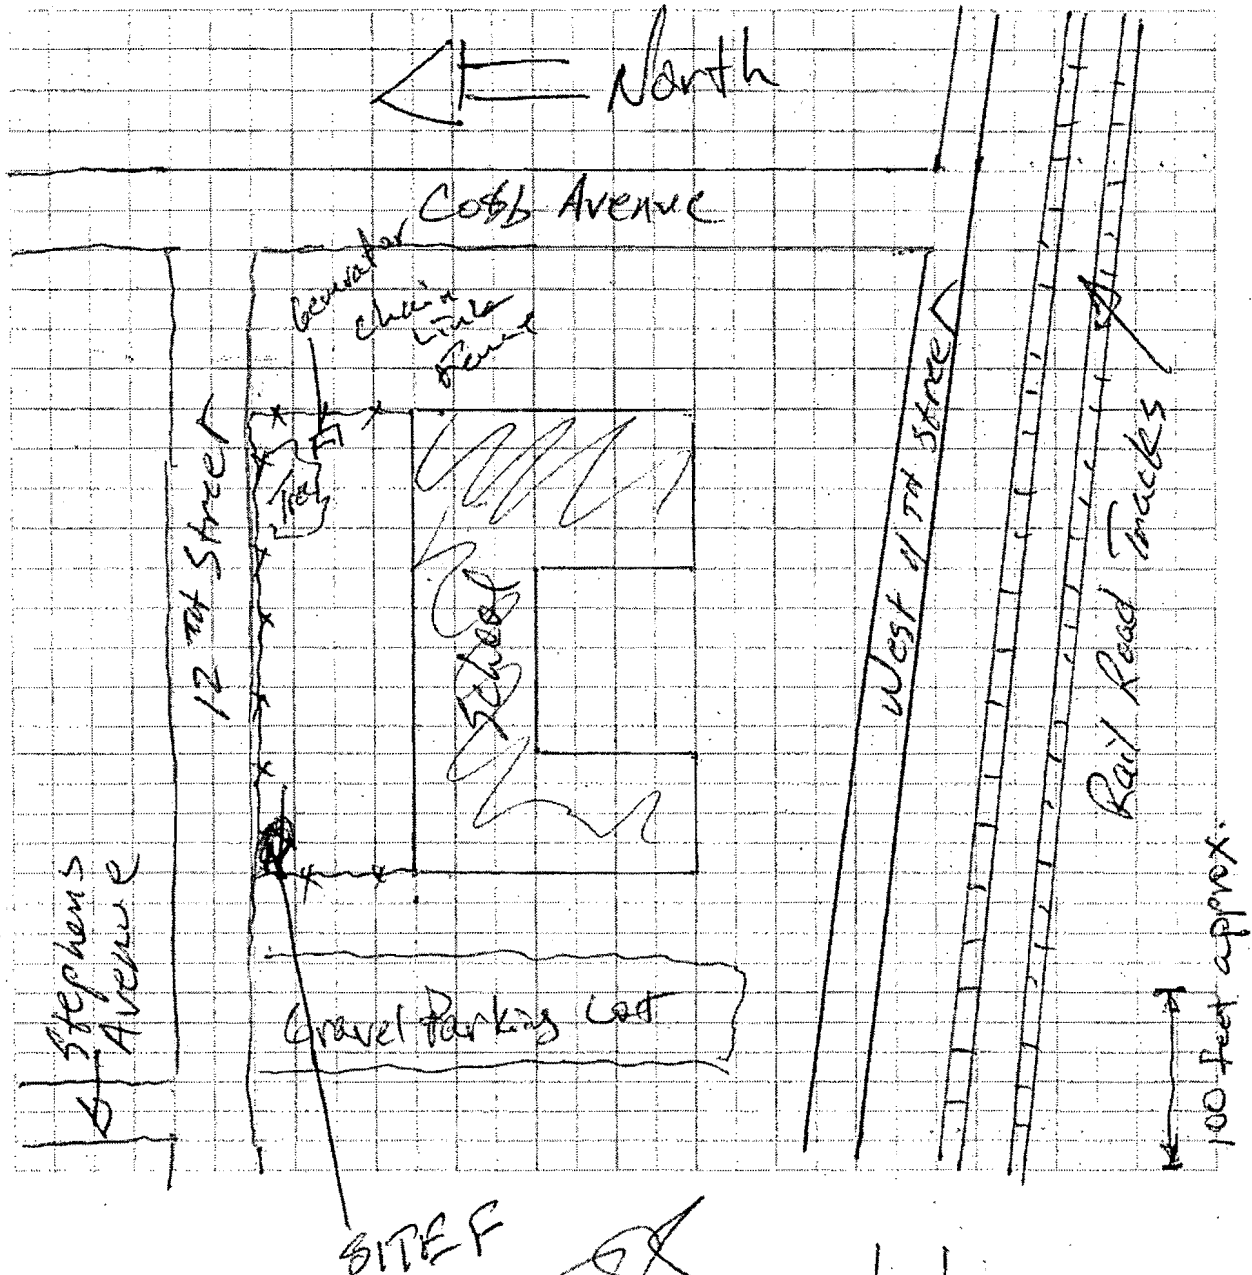 North
Cobb Avenue
Generator
chain
Link
Fence
12 TH Street
Tree
School
West 11 TH Street
Rail Road Tracks
Stephens
Avenue
Gravel Parking Lot
100 feet approx.
SITE F